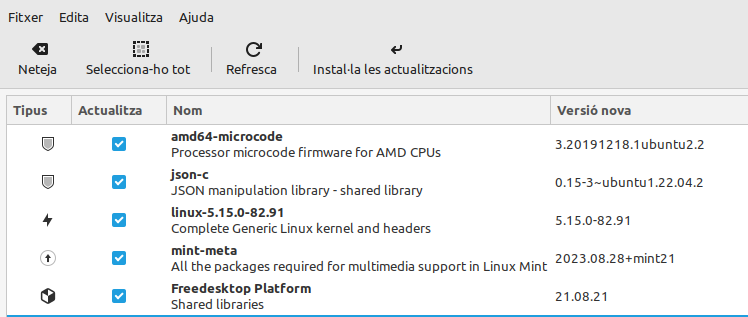 Fitxer Edita Visualitza Ajuda
Neteja Selecciona-ho tot Refresca Instal·la les actualitzacions
Tipus Actualitza Nom Versió nova
amd64-microcode
Processor microcode firmware for AMD CPUs 3.20191218.1ubuntu2.2
json-c
JSON manipulation library - shared library 0.15-3~ubuntu1.22.04.2
linux-5.15.0-82.91
Complete Generic Linux kernel and headers 5.15.0-82.91
mint-meta
All the packages required for multimedia support in Linux Mint 2023.08.28+mint21
Freedesktop Platform
Shared libraries 21.08.21